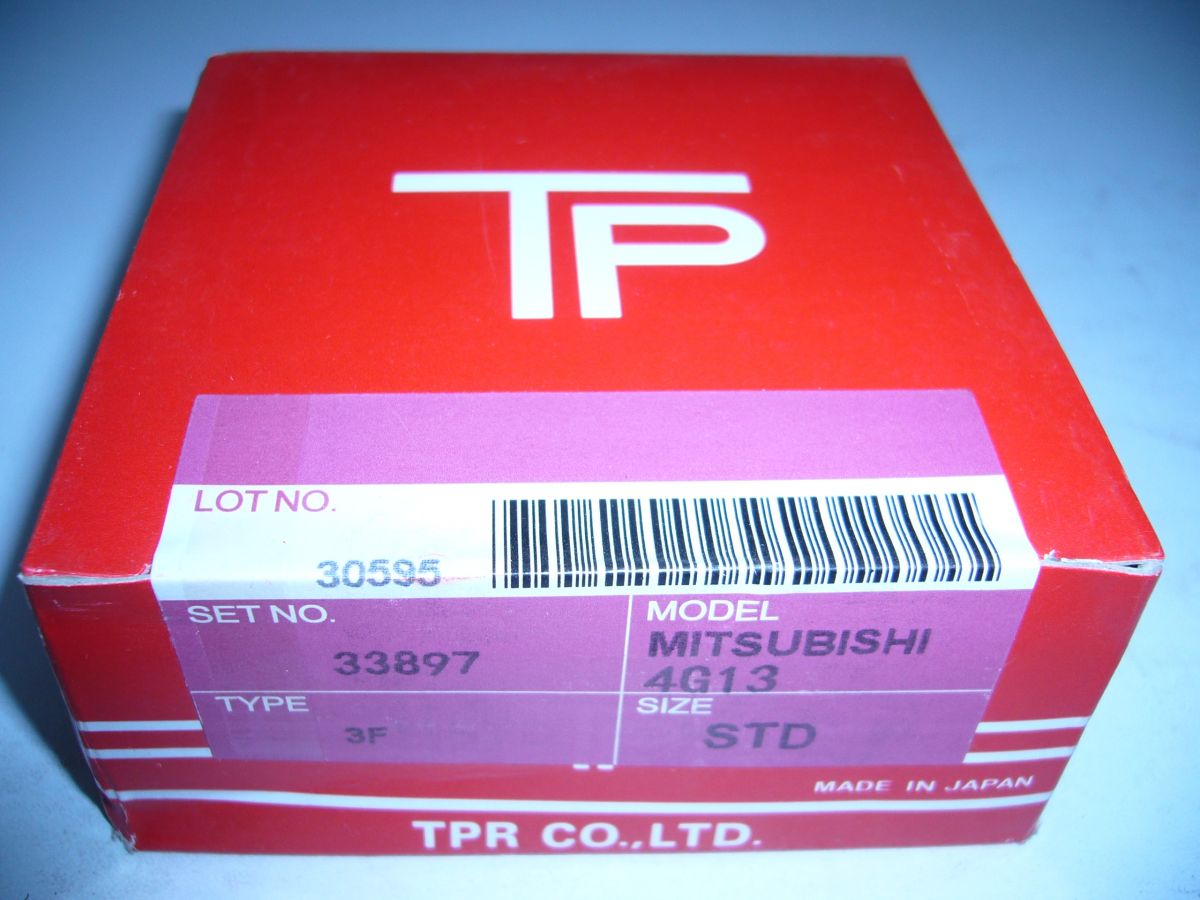 TP
LOT NO.
30595
SET NO.
33897
MODEL
MITSUBISHI
4G13
TYPE
3F
SIZE
STD
MADE IN JAPAN
TPR CO.,LTD.